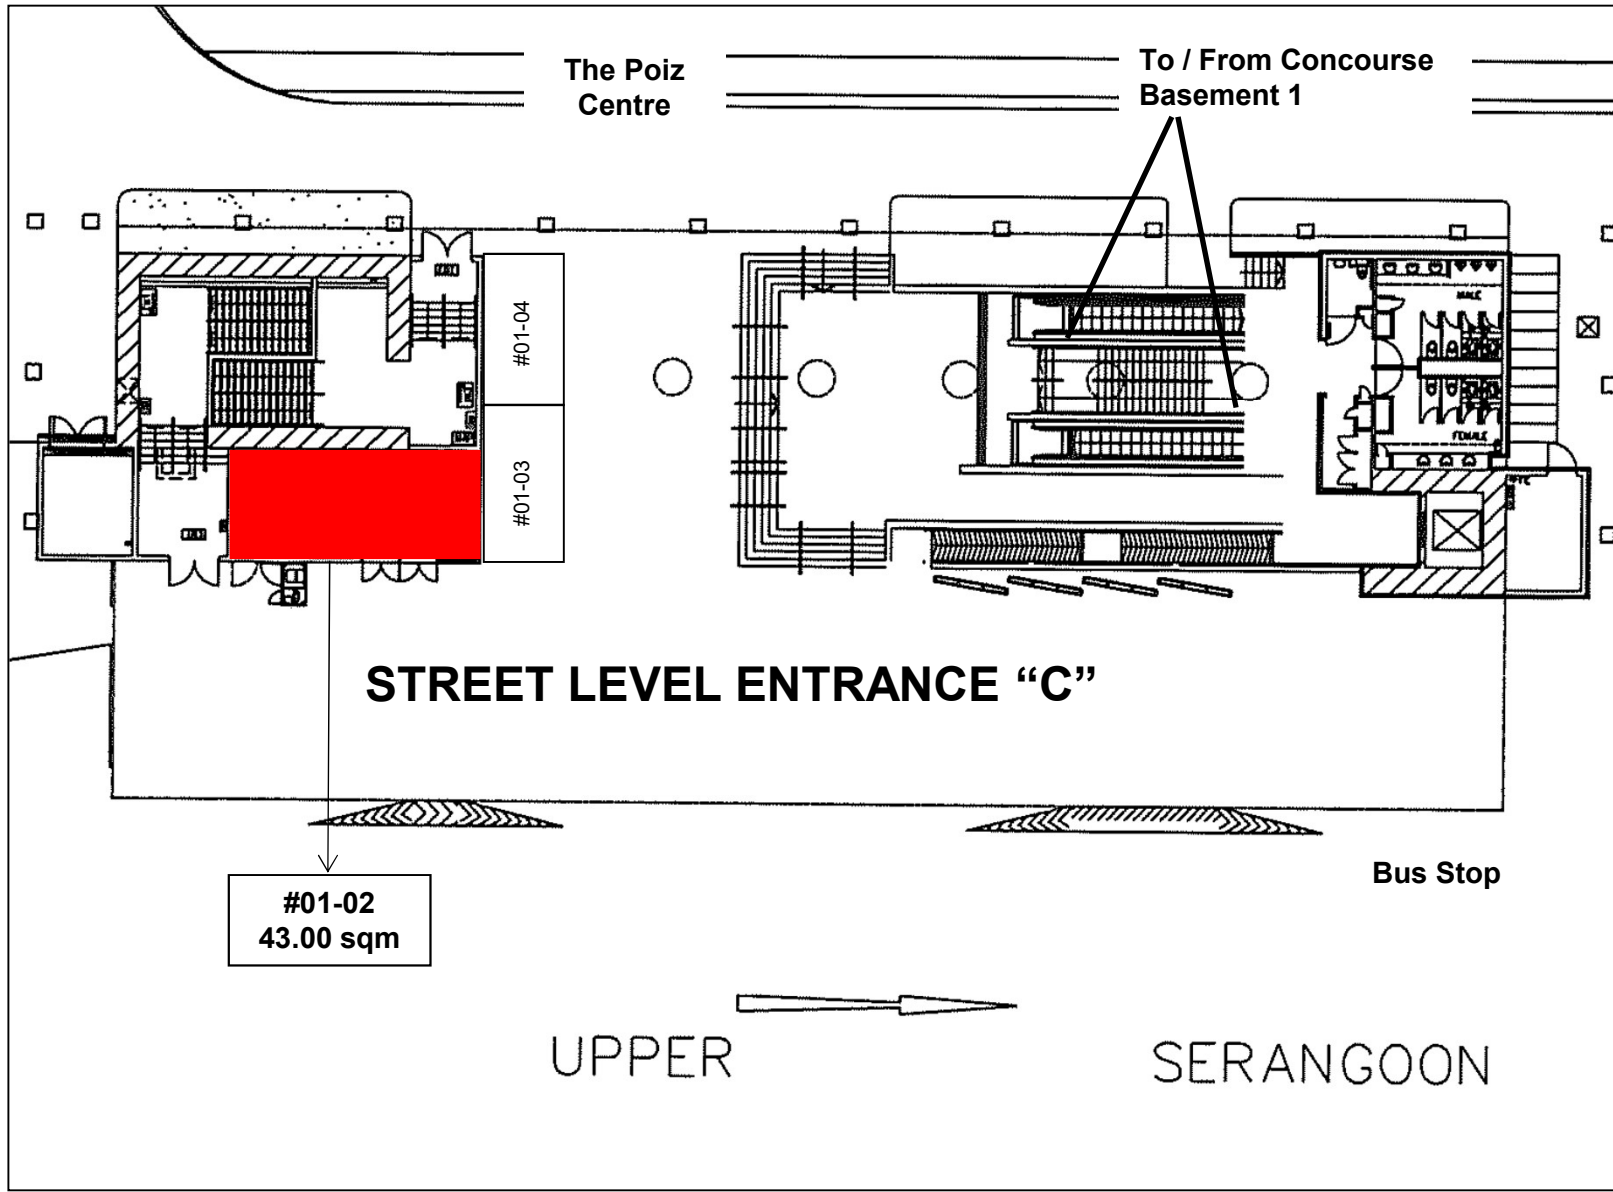 The Poiz
Centre
To / From Concourse
Basement 1
#01-04
#01-03
MALE
FEMALE
STREET LEVEL ENTRANCE “C”
#01-02
43.00 sqm
Bus Stop
UPPER
SERANGOON